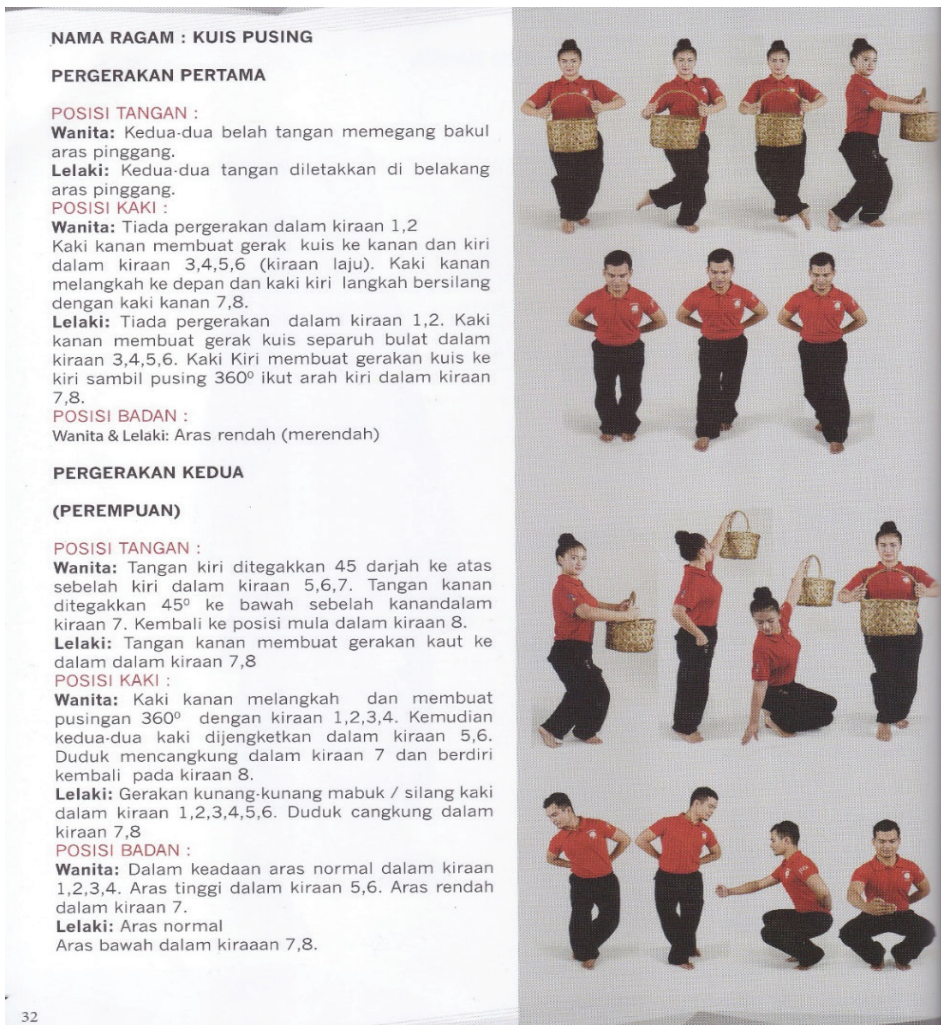 NAMA RAGAM : KUIS PUSING
PERGERAKAN PERTAMA
POSISI TANGAN :
Wanita: Kedua-dua belah tangan memegang bakul
aras pinggang.
Lelaki: Kedua-dua tangan diletakkan di belakang
aras pinggang.
POSISI KAKI :
Wanita: Tiada pergerakan dalam kiraan 1,2
Kaki kanan membuat gerak kuis ke kanan dan kiri
dalam kiraan 3,4,5,6 (kiraan laju). Kaki kanan
melangkah ke depan dan kaki kiri langkah bersilang
dengan kaki kanan 7,8.
Lelaki: Tiada pergerakan dalam kiraan 1,2. Kaki
kanan membuat gerak kuis separuh bulat dalam
kiraan 3,4,5,6. Kaki Kiri membuat gerakan kuis ke
kiri sambil pusing 360º ikut arah kiri dalam kiraan
7,8.
POSISI BADAN :
Wanita & Lelaki: Aras rendah (merendah)
PERGERAKAN KEDUA
(PEREMPUAN)
POSISI TANGAN :
Wanita: Tangan kiri ditegakkan 45 darjah ke atas
sebelah kiri dalam kiraan 5,6,7. Tangan kanan
ditegakkan 45º ke bawah sebelah kanandalam
kiraan 7. Kembali ke posisi mula dalam kiraan 8.
Lelaki: Tangan kanan membuat gerakan kaut ke
dalam dalam kiraan 7,8
POSISI KAKI :
Wanita: Kaki kanan melangkah dan membuat
pusingan 360º dengan kiraan 1,2,3,4. Kemudian
kedua-dua kaki dijengketkan dalam kiraan 5,6.
Duduk mencangkung dalam kiraan 7 dan berdiri
kembali pada kiraan 8.
Lelaki: Gerakan kunang-kunang mabuk / silang kaki
dalam kiraan 1,2,3,4,5,6. Duduk cangkung dalam
kiraan 7,8
POSISI BADAN :
Wanita: Dalam keadaan aras normal dalam kiraan
1,2,3,4. Aras tinggi dalam kiraan 5,6. Aras rendah
dalam kiraan 7.
Lelaki: Aras normal
Aras bawah dalam kiraaan 7,8.
32